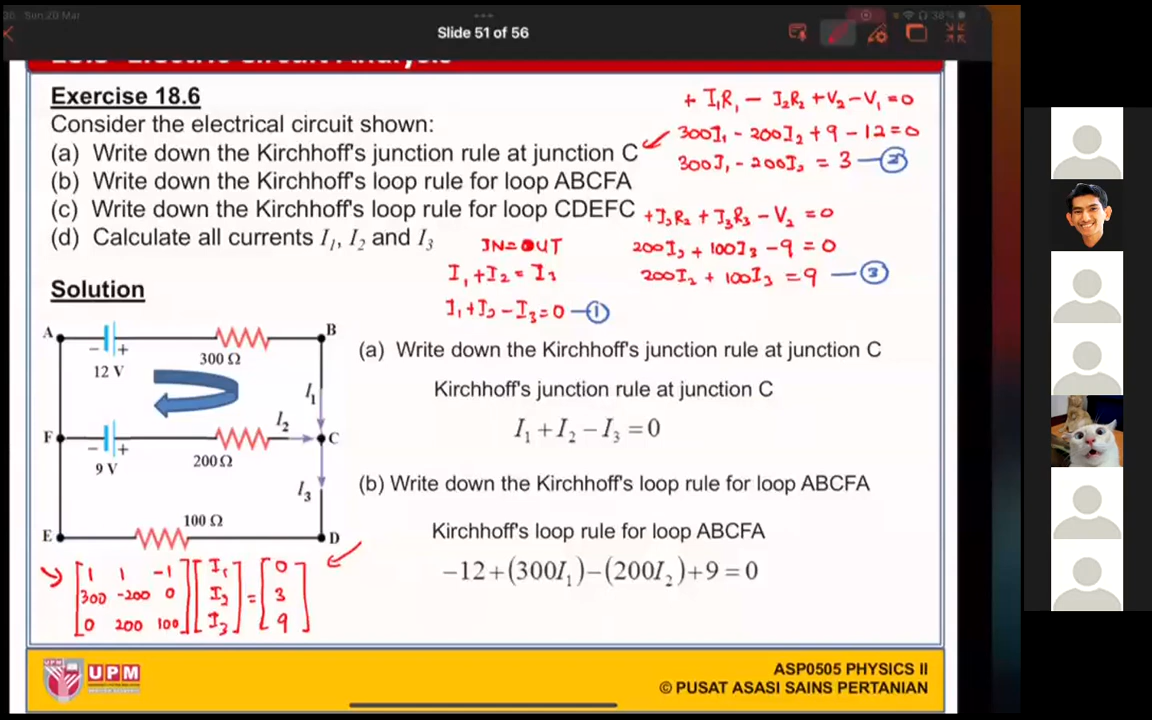 Sun 20 Mar
38%
Slide 51 of 56
Exercise 18.6
Consider the electrical circuit shown:
(a) Write down the Kirchhoff's junction rule at junction C
(b) Write down the Kirchhoff's loop rule for loop ABCFA
(c) Write down the Kirchhoff's loop rule for loop CDEFC
(d) Calculate all currents I₁, I₂ and I₃
+ I₁R₁ - I₂R₂ + V₂ - V₁ = 0
300I₁ - 200I₂ + 9 - 12 = 0
300I₁ - 200I₂ = 3 - ②
+I₂R₂ + I₃R₃ - V₂ = 0
200I₂ + 100I₃ - 9 = 0
200I₂ + 100I₃ = 9 - ③
IN = OUT
I₁ + I₂ = I₃
I₁ + I₂ - I₃ = 0 - ①
Solution
A
B
- +
12 V
300 Ω
I₁
F
C
- +
9 V
200 Ω
I₂
I₃
E
D
100 Ω
(a) Write down the Kirchhoff's junction rule at junction C
Kirchhoff's junction rule at junction C
I₁ + I₂ - I₃ = 0
(b) Write down the Kirchhoff's loop rule for loop ABCFA
Kirchhoff's loop rule for loop ABCFA
-12 + (300I₁) - (200I₂) + 9 = 0
1 1 -1 I₁ 0
300 -200 0 I₂ = 3
0 200 100 I₃ 9
UPM
UPM
ASP0505 PHYSICS II
© PUSAT ASASI SAINS PERTANIAN